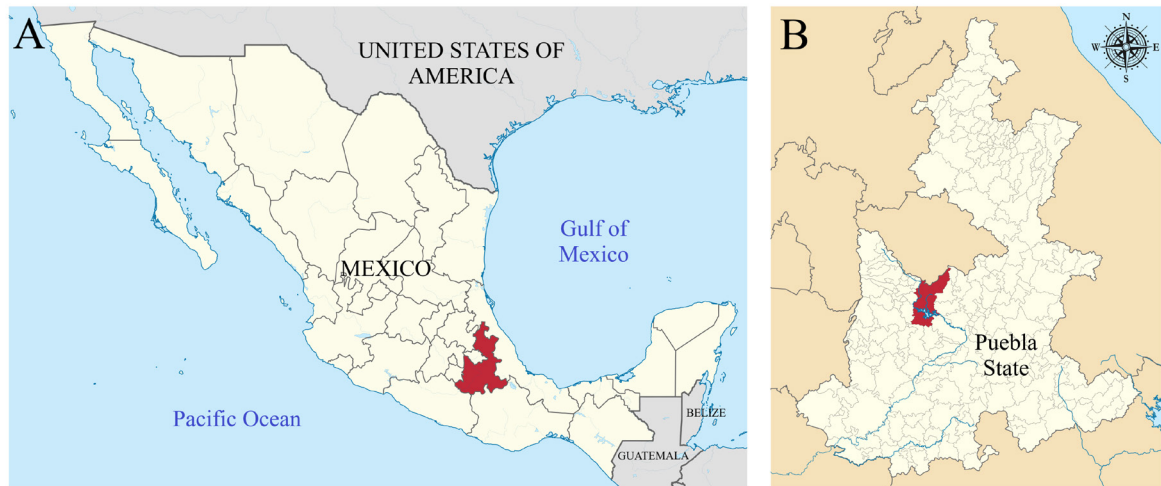 A
UNITED STATES OF
AMERICA
Gulf of
Mexico
MEXICO
Pacific Ocean
BELIZE
GUATEMALA
B
N
W
E
S
Puebla
State